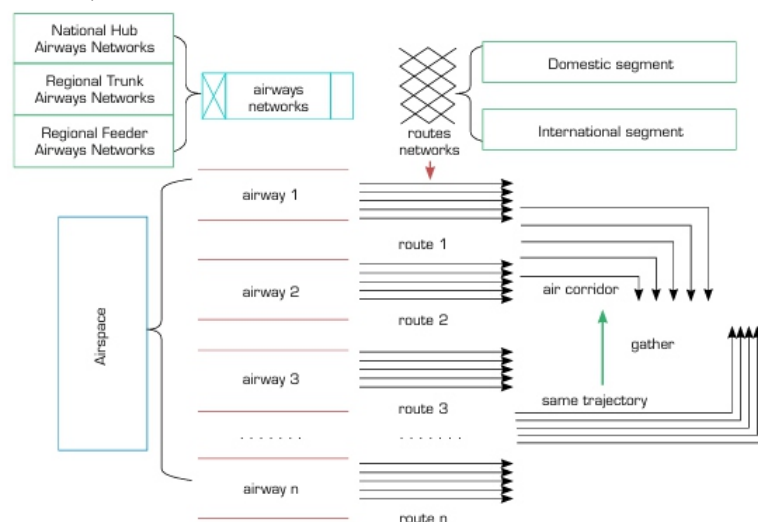 National Hub
Airways Networks
Regional Trunk
Airways Networks
Regional Feeder
Airways Networks
airways
networks
routes
networks
Domestic segment
International segment
Airspace
airway 1
route 1
airway 2
route 2
airway 3
route 3
. . . . . . .
. . . . . . .
airway n
route n
air corridor
gather
same trajectory